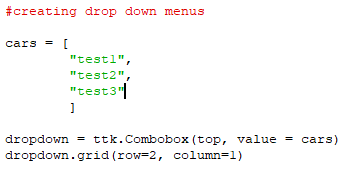 #creating drop down menus
cars = [
"test1",
"test2",
"test3"
]
dropdown = ttk.Combobox(top, value = cars)
dropdown.grid(row=2, column=1)